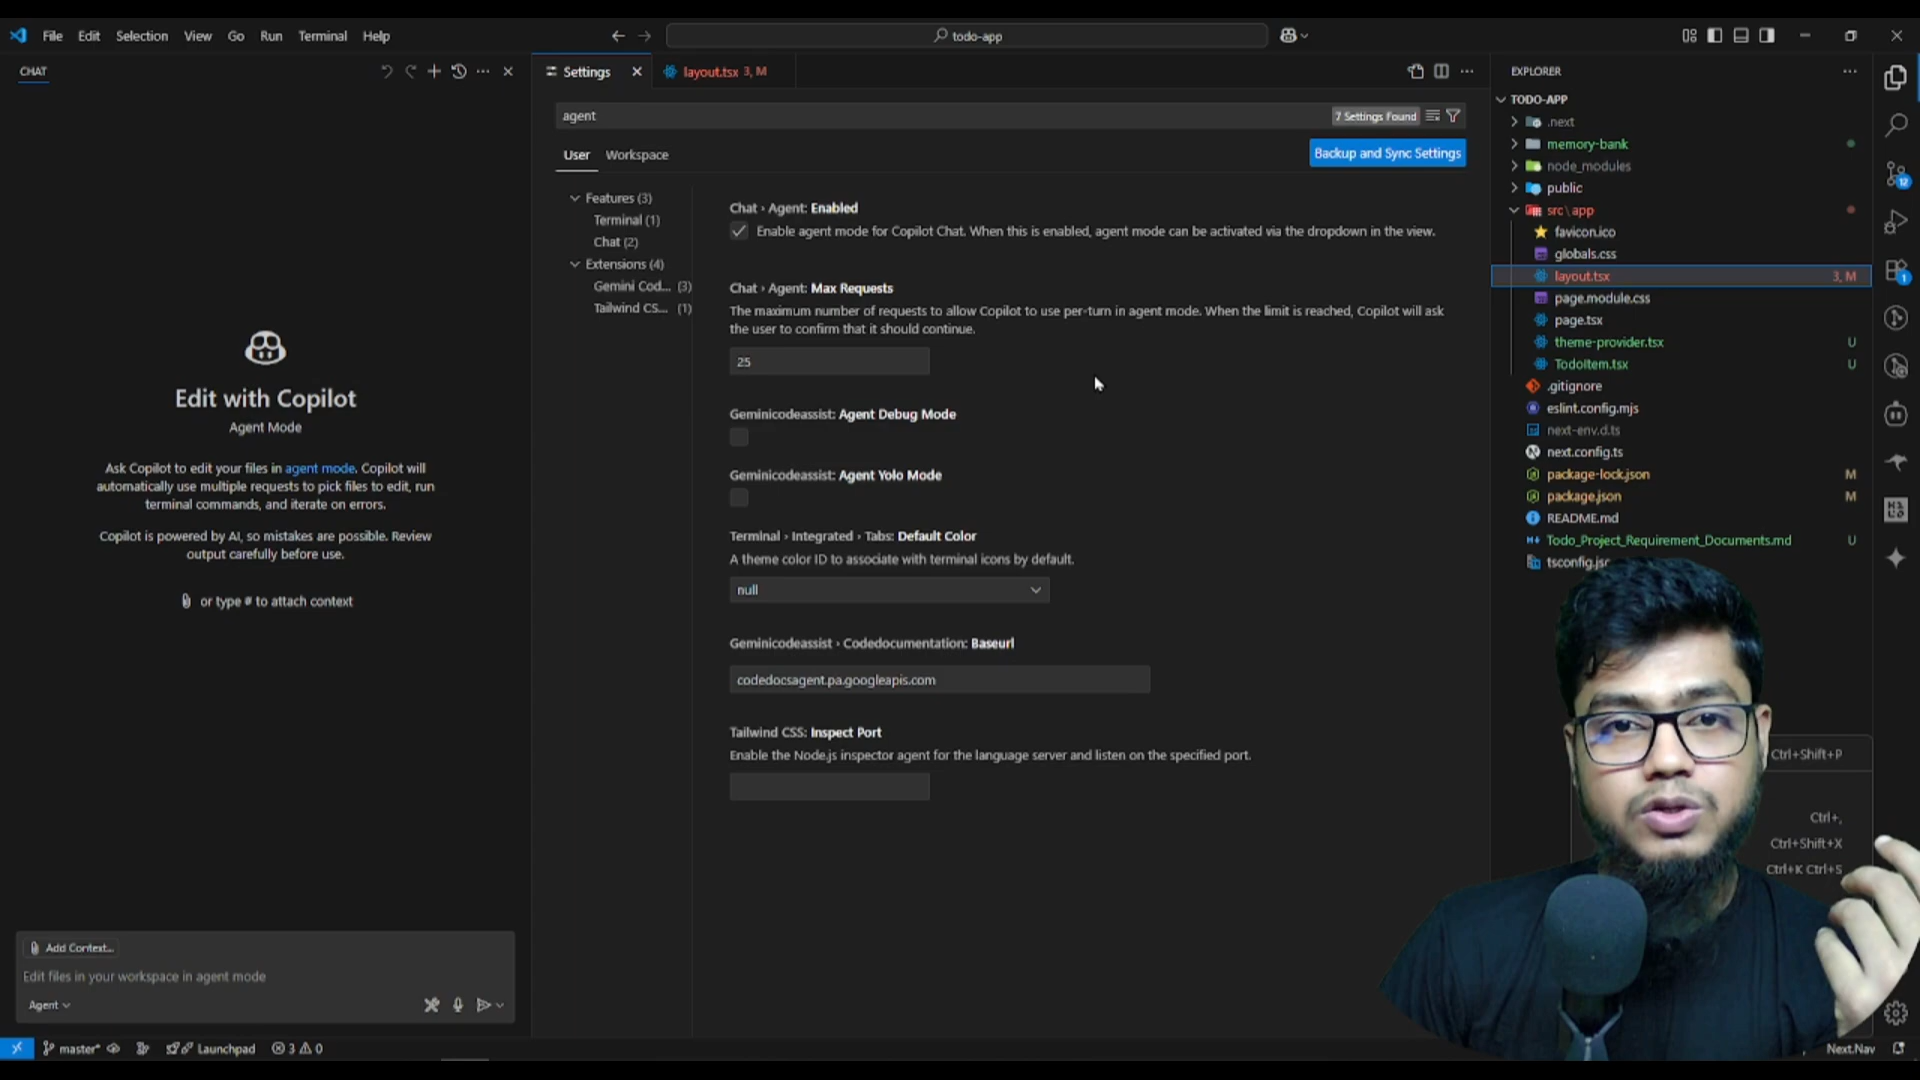 File Edit Selection View Go Run Terminal Help
todo-app
CHAT
Edit with Copilot
Agent Mode
Ask Copilot to edit your files in agent mode. Copilot will
automatically use multiple requests to pick files to edit, run
terminal commands, and iterate on errors.
Copilot is powered by AI, so mistakes are possible. Review
output carefully before use.
or type # to attach context
Add Context...
Edit files in your workspace in agent mode
Agent
Settings
layout.tsx 3, M
agent
7 Settings Found
User Workspace
Backup and Sync Settings
Features (3)
Terminal (1)
Chat (2)
Extensions (4)
Gemini Cod... (3)
Tailwind CS... (1)
Chat › Agent: Enabled
Enable agent mode for Copilot Chat. When this is enabled, agent mode can be activated via the dropdown in the view.
Chat › Agent: Max Requests
The maximum number of requests to allow Copilot to use per-turn in agent mode. When the limit is reached, Copilot will ask
the user to confirm that it should continue.
25
Geminicodeassist: Agent Debug Mode
Geminicodeassist: Agent Yolo Mode
Terminal › Integrated › Tabs: Default Color
A theme color ID to associate with terminal icons by default.
null
Geminicodeassist › Codedocumentation: Baseurl
codedocsagent.pa.googleapis.com
Tailwind CSS: Inspect Port
Enable the Node.js inspector agent for the language server and listen on the specified port.
EXPLORER
TODO-APP
.next
memory-bank
node_modules
public
src\app
favicon.ico
globals.css
layout.tsx 3, M
page.module.css
page.tsx
theme-provider.tsx U
TodoItem.tsx U
.gitignore
eslint.config.mjs
next-env.d.ts
next.config.ts
package-lock.json M
package.json M
README.md
Todo_Project_Requirement_Documents.md U
tsconfig.jsc
Ctrl+Shift+P
Ctrl+,
Ctrl+Shift+X
Ctrl+K Ctrl+S
12
1
master* Launchpad 3 0
Next.Nav